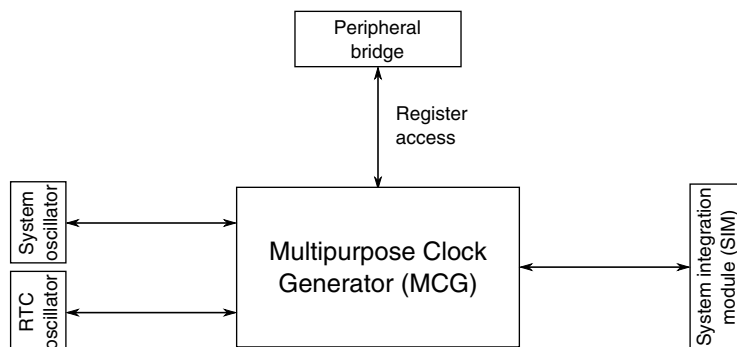 Peripheral
bridge
Register
access
System
oscillator
Multipurpose Clock
Generator (MCG)
System integration
module (SIM)
RTC
oscillator